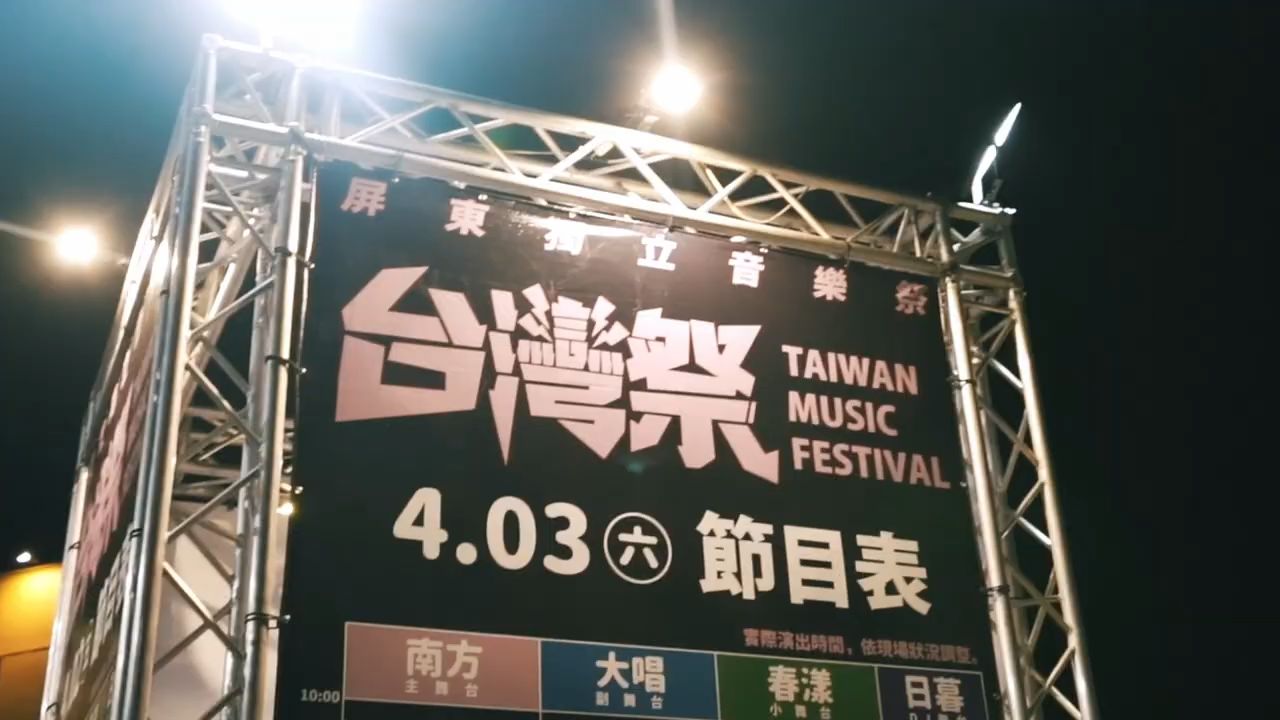 屏東獨立音樂祭
台灣祭
TAIWAN
MUSIC
FESTIVAL
4.03 六 節目表
實際演出時間，依現場狀況調整。
南方 大唱 春漾 日暮
主舞台 副舞台 小舞台
10:00